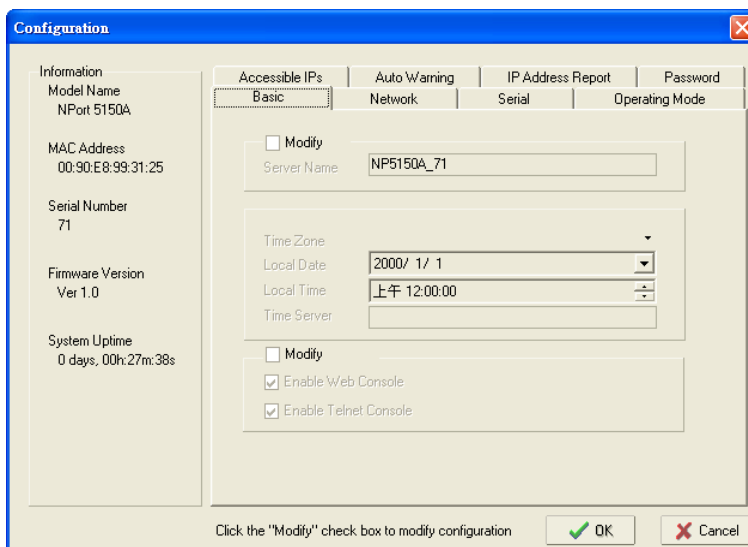 Configuration
Information
Model Name
NPort 5150A
MAC Address
00:90:E8:99:31:25
Serial Number
71
Firmware Version
Ver 1.0
System Uptime
0 days, 00h:27m:38s
Accessible IPs
Auto Warning
IP Address Report
Password
Basic
Network
Serial
Operating Mode
Modify
Server Name
NP5150A_71
Time Zone
Local Date
2000/ 1/ 1
Local Time
上午 12:00:00
Time Server
Modify
Enable Web Console
Enable Telnet Console
Click the "Modify" check box to modify configuration
OK
Cancel